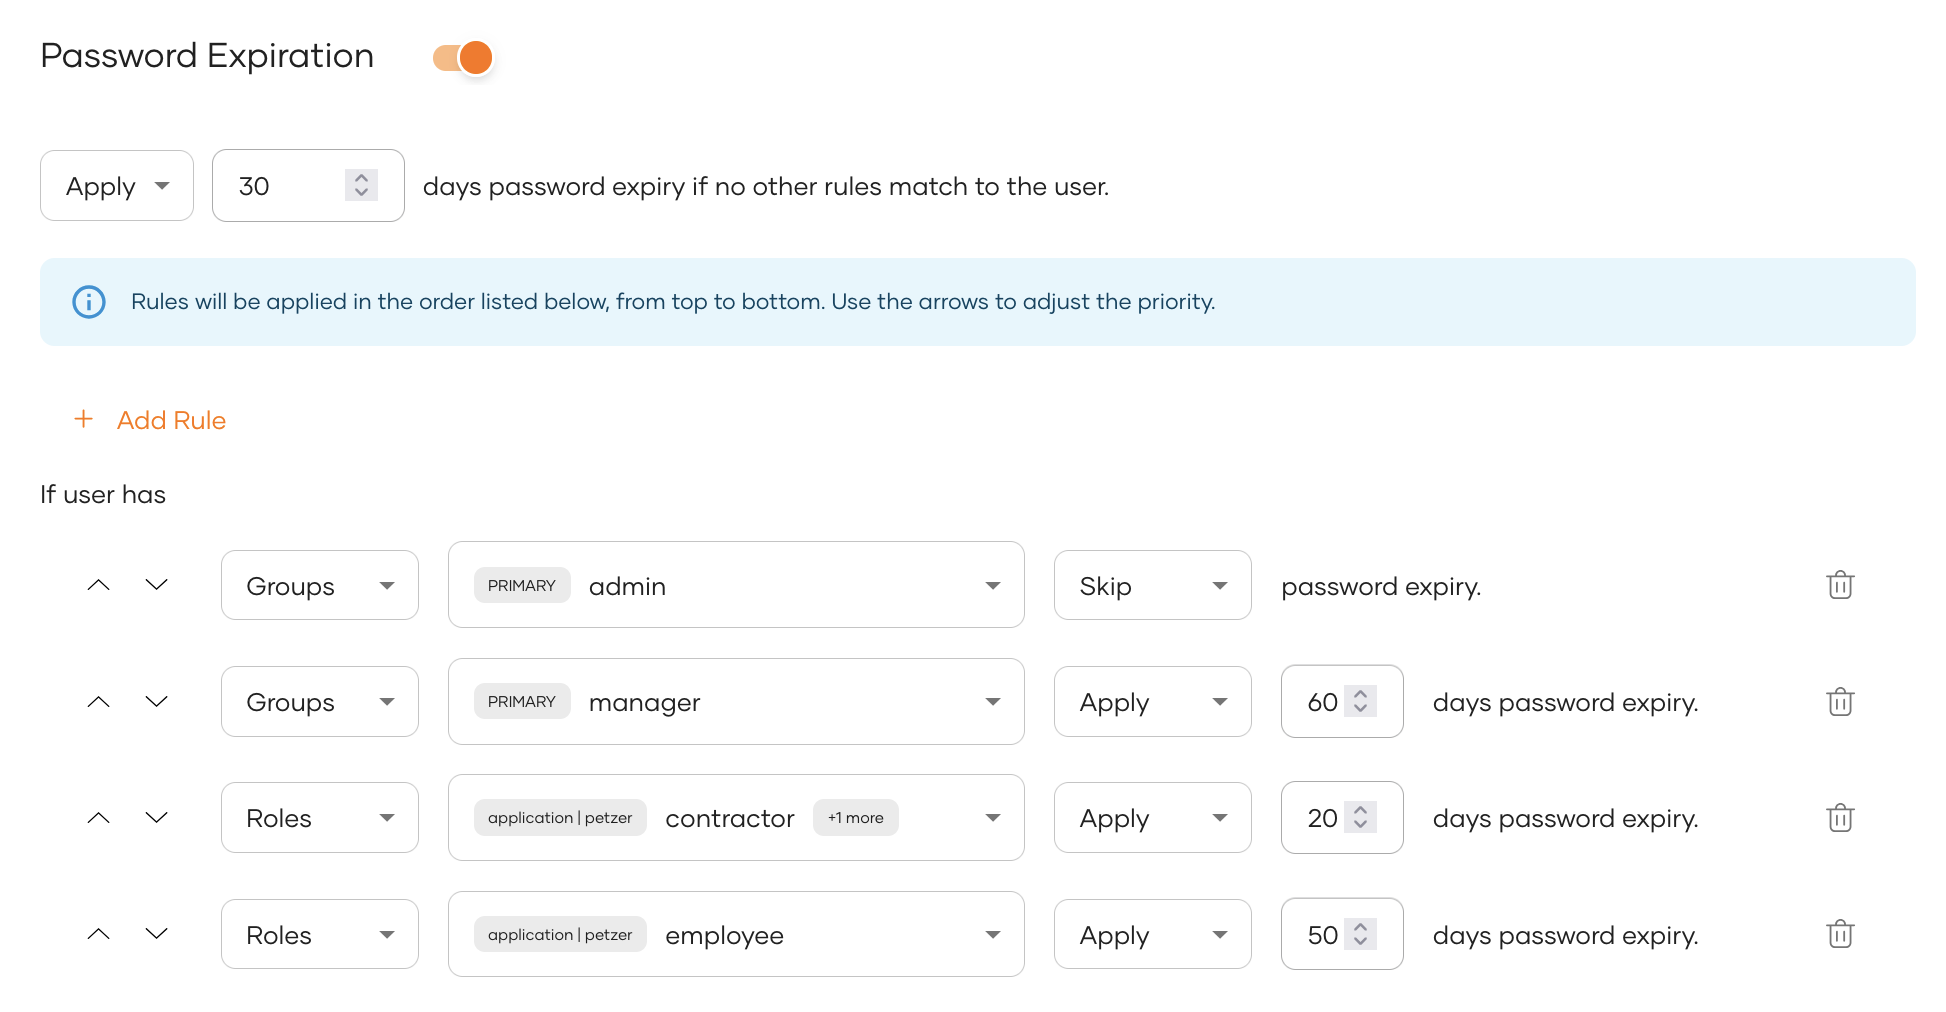 Password Expiration
Apply 30 days password expiry if no other rules match to the user.
Rules will be applied in the order listed below, from top to bottom. Use the arrows to adjust the priority.
+ Add Rule
If user has
Groups PRIMARY admin Skip password expiry.
Groups PRIMARY manager Apply 60 days password expiry.
Roles application | petzer contractor +1 more Apply 20 days password expiry.
Roles application | petzer employee Apply 50 days password expiry.